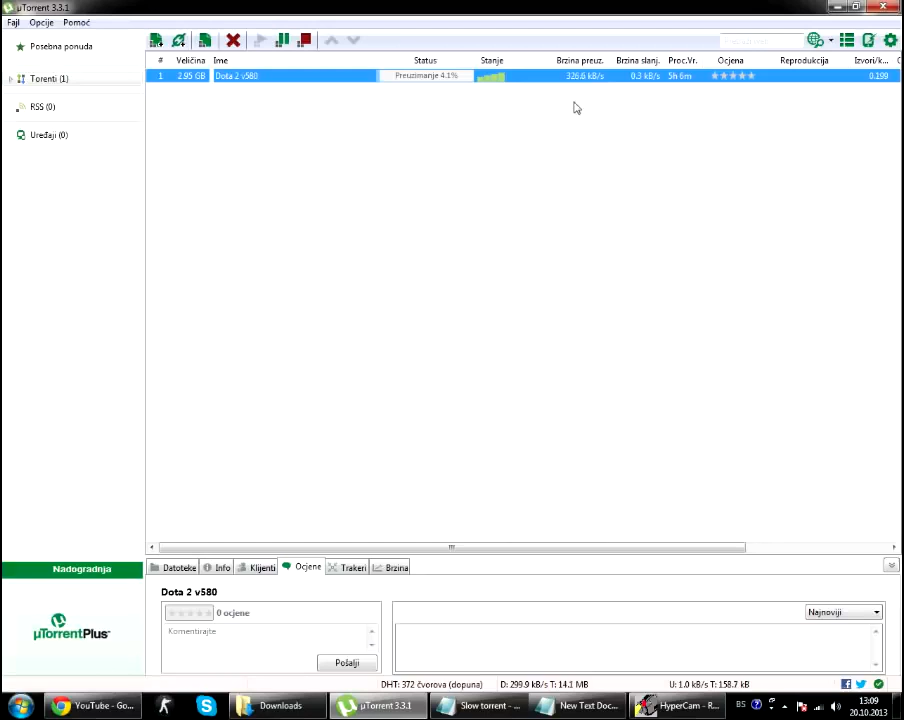 µTorrent 3.3.1
Fajl Opcije Pomoć
Posebna ponuda
Torenti (1)
RSS (0)
Uređaji (0)
# Veličina Ime Status Stanje Brzina preuz. Brzina slanj. Proc.Vr. Ocjena Reprodukcija Izvori/k...
1 2.95 GB Dota 2 v580 Preuzimanje 4.1% 326.6 kB/s 0.3 kB/s 5h 6m 0.199
Datoteke Info Klijenti Ocjene Trakeri Brzina
Nadogradnja
µTorrentPlus™
Dota 2 v580
0 ocjene
Komentirajte
Pošalji
Najnoviji
DHT: 372 čvorova (dopuna) D: 299.9 kB/s T: 14.1 MB U: 1.0 kB/s T: 158.7 kB
YouTube - Go... Downloads µTorrent 3.3.1 Slow torrent - ... New Text Doc... HyperCam - R... BS 13:09
20.10.2013